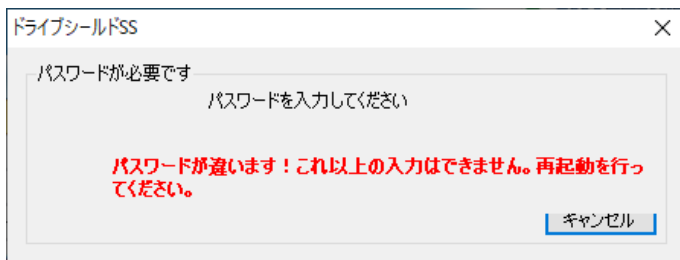 ドライブシールドSS
パスワードが必要です
パスワードを入力してください
パスワードが違います！これ以上の入力はできません。再起動を行っ
てください。
キャンセル